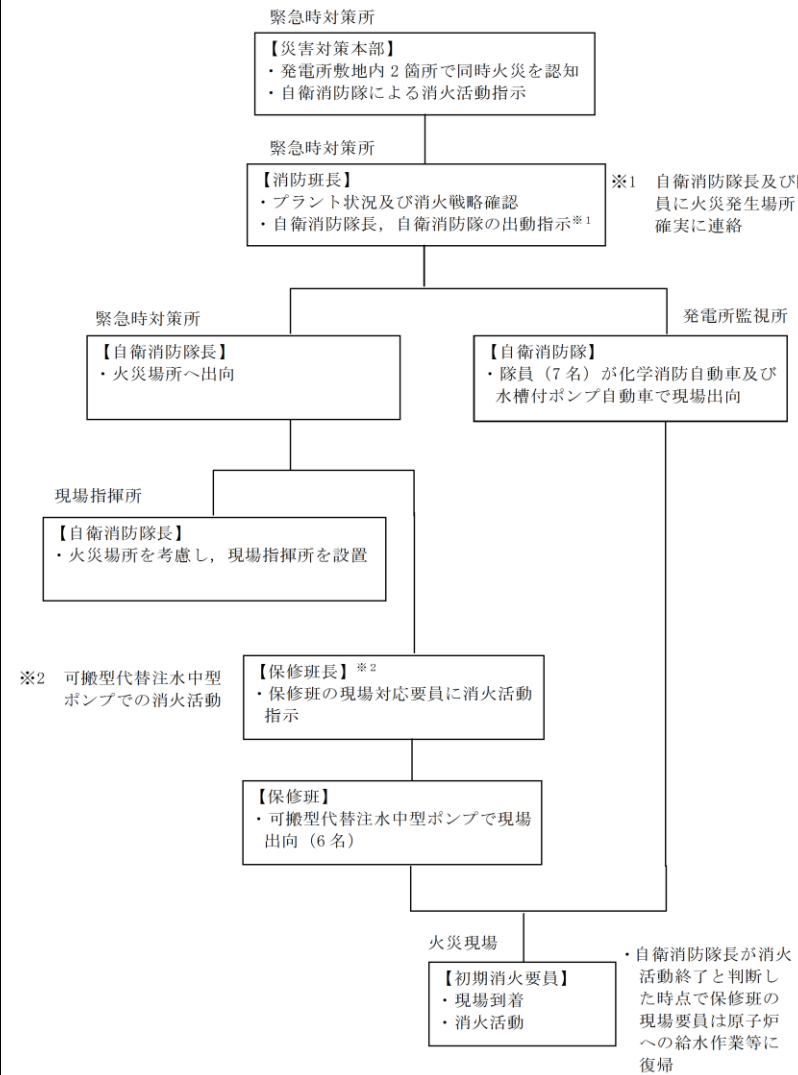 緊急時対策所
【災害対策本部】
・発電所敷地内2箇所で同時火災を認知
・自衛消防隊による消火活動指示
緊急時対策所
【消防班長】
・プラント状況及び消火戦略確認
・自衛消防隊長，自衛消防隊の出動指示※1
※1 自衛消防隊長及び
員に火災発生場所
確実に連絡
緊急時対策所
【自衛消防隊長】
・火災場所へ出向
発電所監視所
【自衛消防隊】
・隊員（7名）が化学消防自動車及び
水槽付ポンプ自動車で現場出向
現場指揮所
【自衛消防隊長】
・火災場所を考慮し，現場指揮所を設置
※2 可搬型代替注水中型
ポンプでの消火活動
【保修班長】※2
・保修班の現場対応要員に消火活動
指示
【保修班】
・可搬型代替注水中型ポンプで現場
出向（6名）
火災現場
【初期消火要員】
・現場到着
・消火活動
・自衛消防隊長が消火
活動終了と判断し
た時点で保修班の
現場要員は原子炉
への給水作業等に
復帰